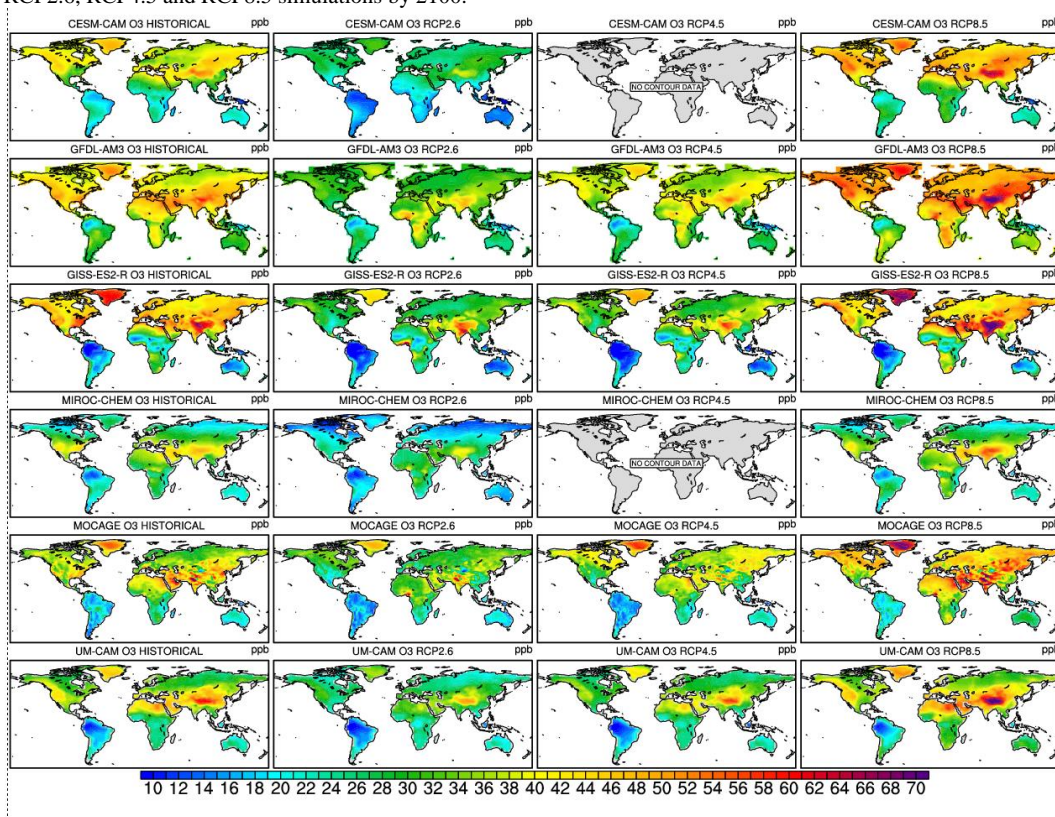 RCP2.6, RCP4.5 and RCP8.5 simulations by 2100.
CESM-CAM O3 HISTORICAL ppb CESM-CAM O3 RCP2.6 ppb CESM-CAM O3 RCP4.5 ppb CESM-CAM O3 RCP8.5 ppb
NO CONTOUR DATA
GFDL-AM3 O3 HISTORICAL ppb GFDL-AM3 O3 RCP2.6 ppb GFDL-AM3 O3 RCP4.5 ppb GFDL-AM3 O3 RCP8.5 ppb
GISS-ES2-R O3 HISTORICAL ppb GISS-ES2-R O3 RCP2.6 ppb GISS-ES2-R O3 RCP4.5 ppb GISS-ES2-R O3 RCP8.5 ppb
MIROC-CHEM O3 HISTORICAL ppb MIROC-CHEM O3 RCP2.6 ppb MIROC-CHEM O3 RCP4.5 ppb MIROC-CHEM O3 RCP8.5 ppb
NO CONTOUR DATA
MOCAGE O3 HISTORICAL ppb MOCAGE O3 RCP2.6 ppb MOCAGE O3 RCP4.5 ppb MOCAGE O3 RCP8.5 ppb
UM-CAM O3 HISTORICAL ppb UM-CAM O3 RCP2.6 ppb UM-CAM O3 RCP4.5 ppb UM-CAM O3 RCP8.5 ppb
10 12 14 16 18 20 22 24 26 28 30 32 34 36 38 40 42 44 46 48 50 52 54 56 58 60 62 64 66 68 70